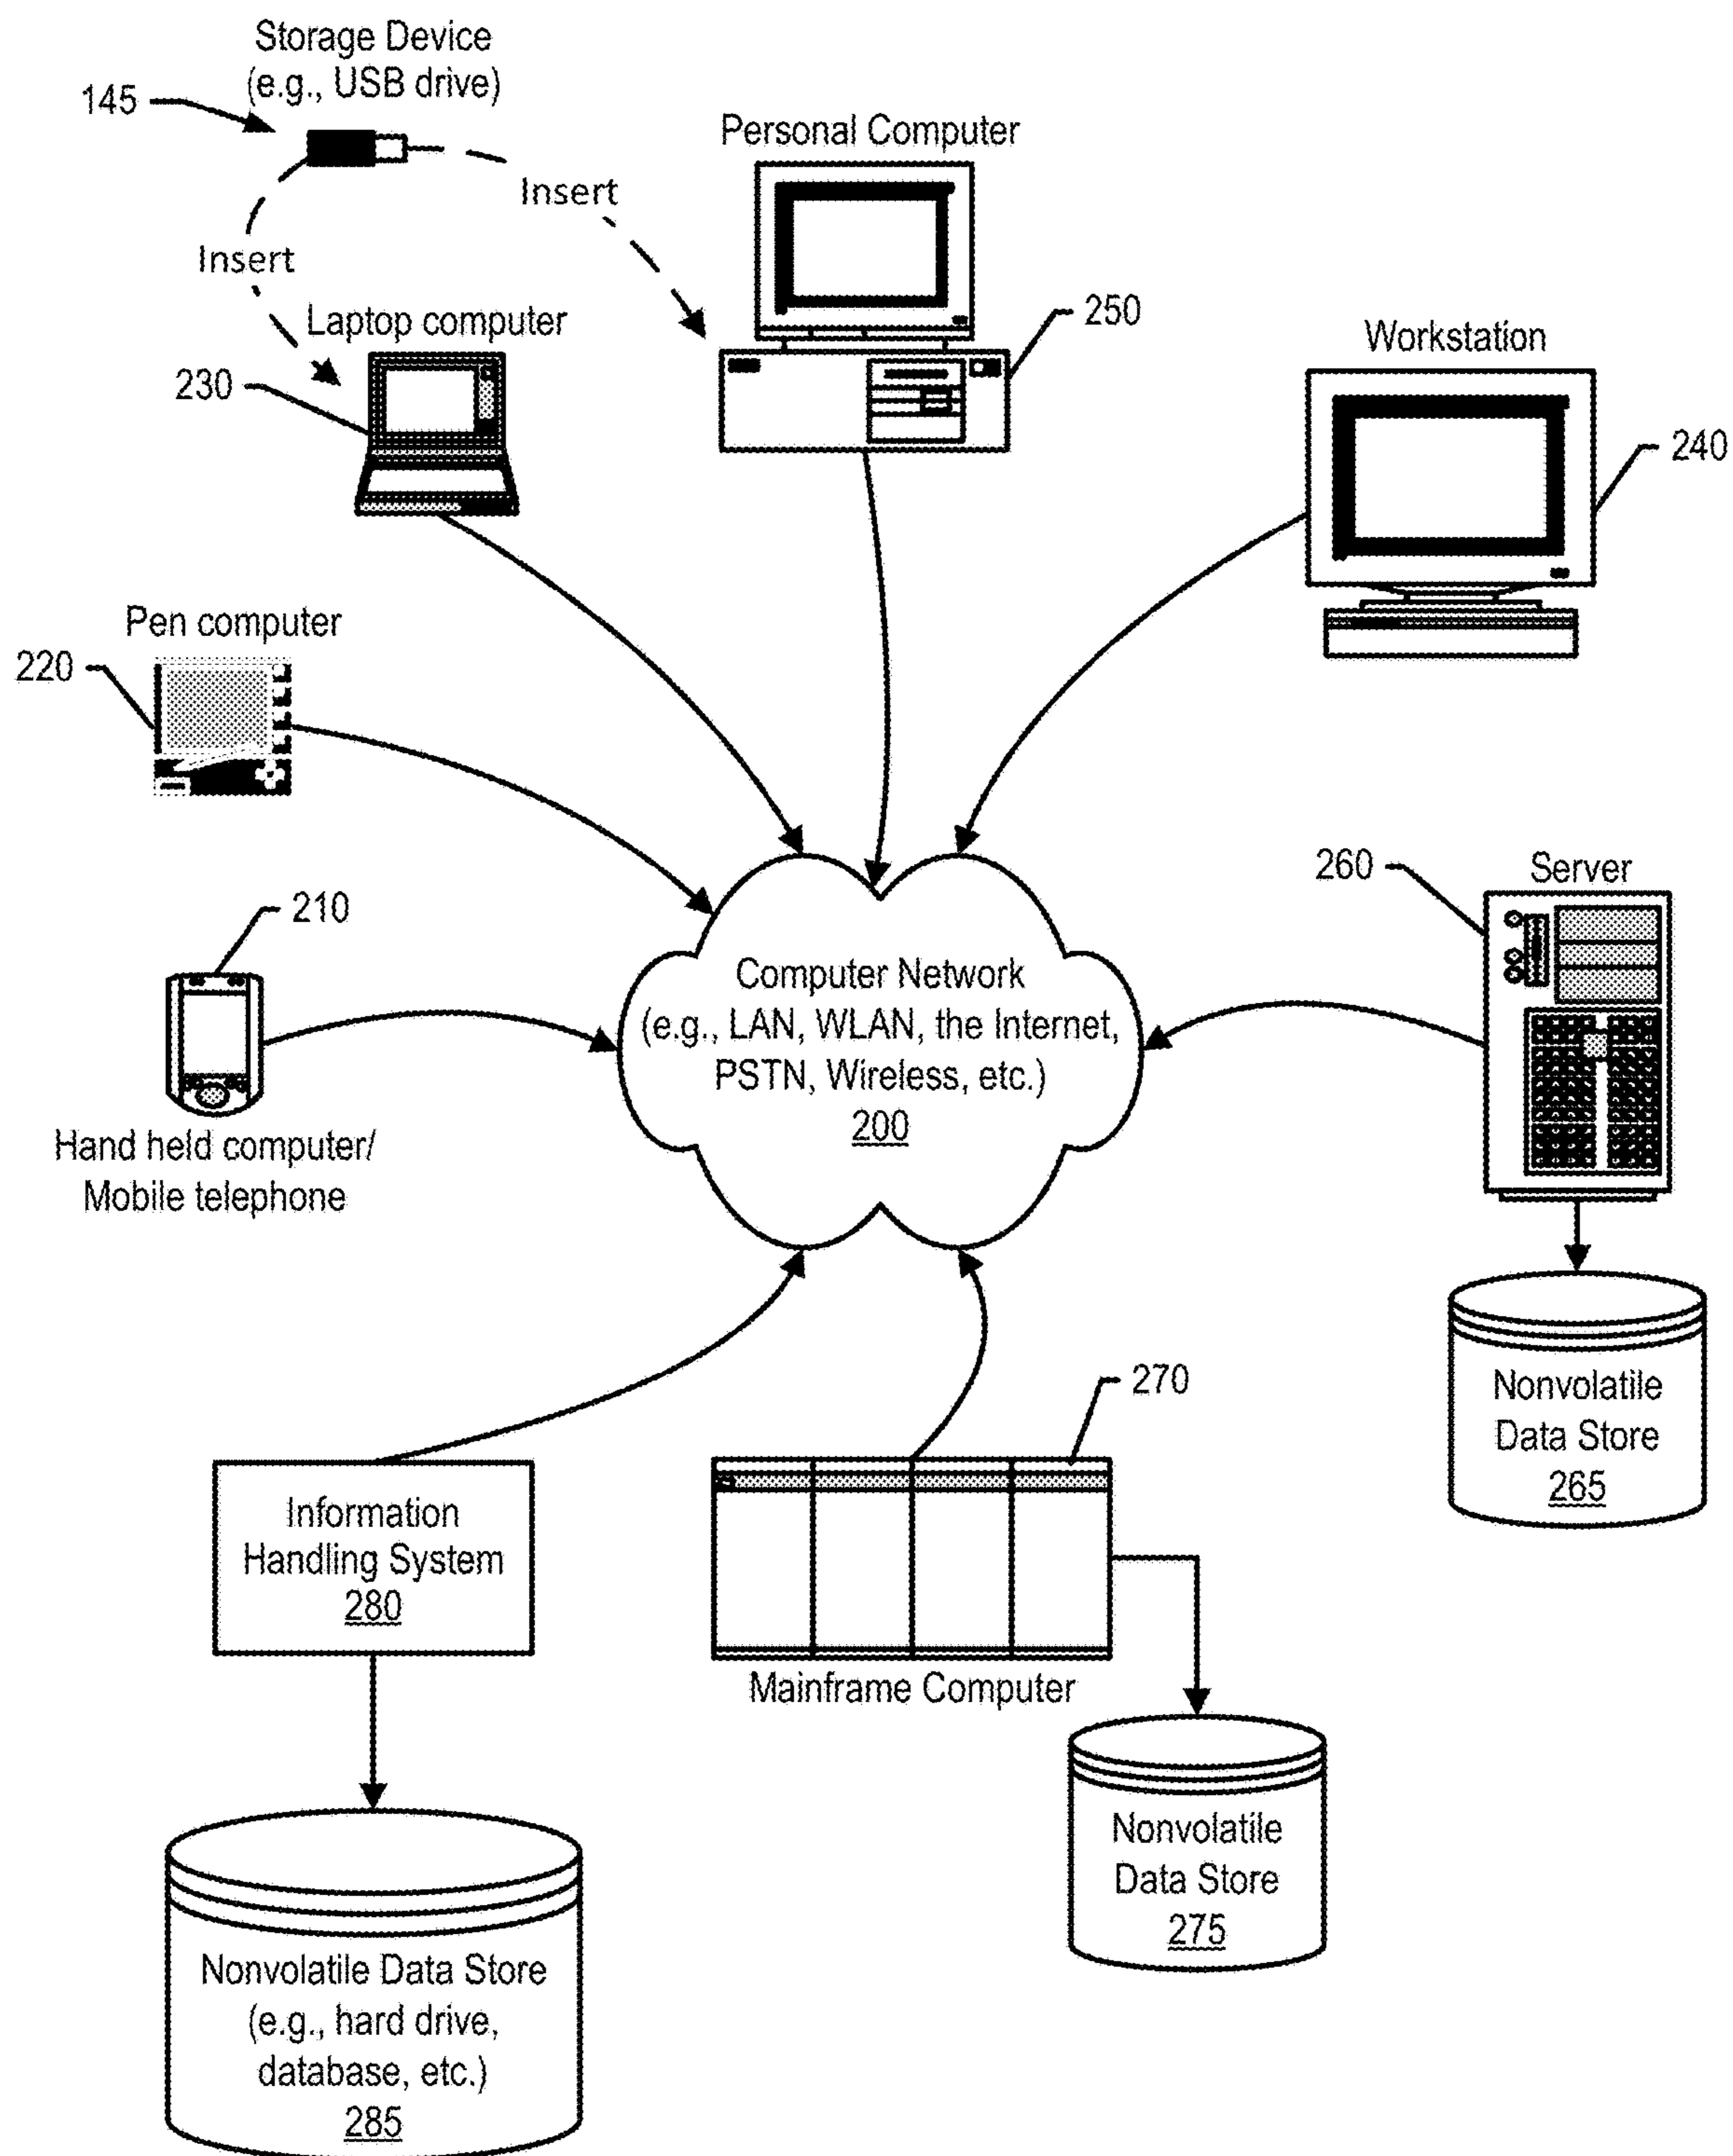 Storage Device
(e.g., USB drive)
145
Personal Computer
Insert
Insert
Laptop computer
250
Workstation
230
240
Pen computer
220
260
Server
210
Computer Network
(e.g., LAN, WLAN, the Internet,
PSTN, Wireless, etc.)
200
Hand held computer/
Mobile telephone
270
Nonvolatile
Data Store
265
Information
Handling System
280
Mainframe Computer
Nonvolatile
Data Store
275
Nonvolatile Data Store
(e.g., hard drive,
database, etc.)
285